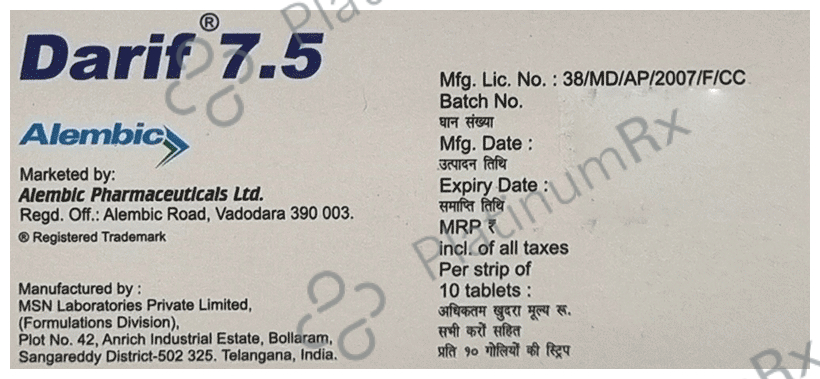 Darif® 7.5
Alembic
Marketed by:
Alembic Pharmaceuticals Ltd.
Regd. Off.: Alembic Road, Vadodara 390 003.
® Registered Trademark
Manufactured by :
MSN Laboratories Private Limited,
(Formulations Division),
Plot No. 42, Anrich Industrial Estate, Bollaram,
Sangareddy District-502 325. Telangana, India.
Mfg. Lic. No. : 38/MD/AP/2007/F/CC
Batch No.
घान संख्या
Mfg. Date :
उत्पादन तिथि
Expiry Date :
समाप्ति तिथि
MRP ₹
incl. of all taxes
Per strip of
10 tablets :
अधिकतम खुदरा मूल्य रू.
सभी करों सहित
प्रति १० गोलियों की स्ट्रिप
PlatinumRx
PlatinumRx
Rx